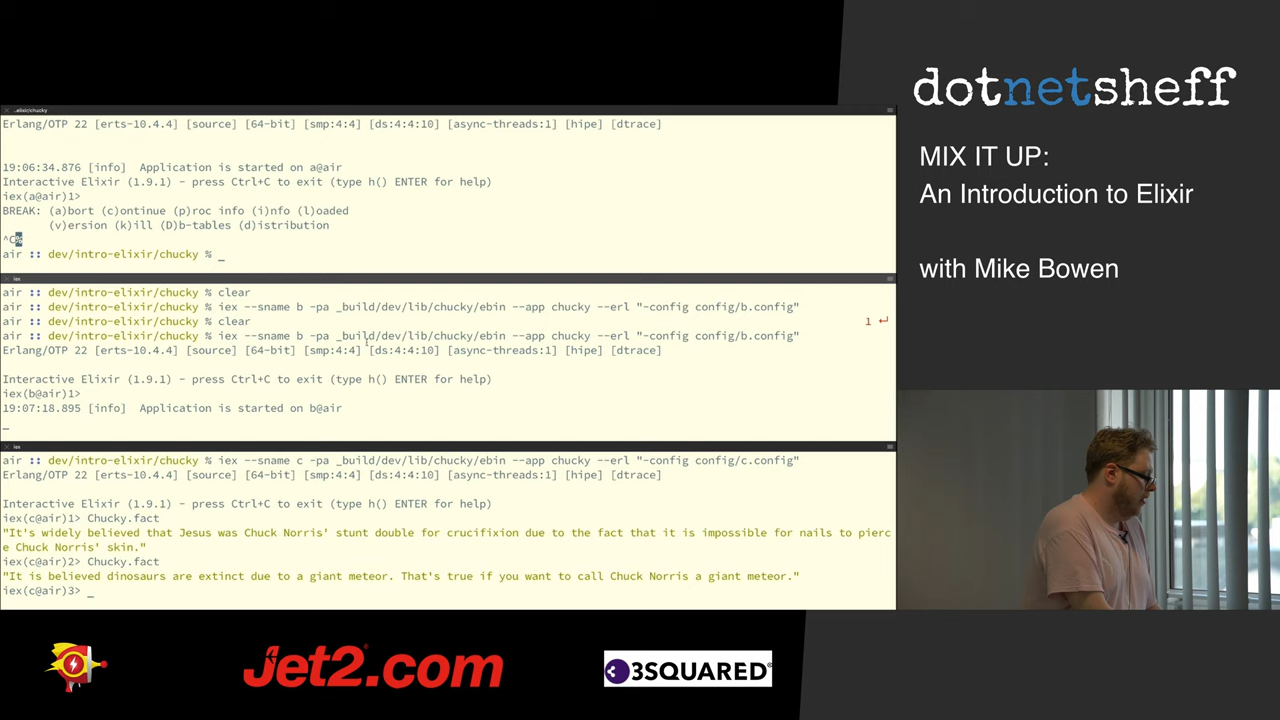 ..elixir/chucky
Erlang/OTP 22 [erts-10.4.4] [source] [64-bit] [smp:4:4] [ds:4:4:10] [async-threads:1] [hipe] [dtrace]
19:06:34.876 [info]  Application is started on a@air
Interactive Elixir (1.9.1) - press Ctrl+C to exit (type h() ENTER for help)
iex(a@air)1>
BREAK: (a)bort (c)ontinue (p)roc info (i)nfo (l)oaded
       (v)ersion (k)ill (D)b-tables (d)istribution
^C%
air :: dev/intro-elixir/chucky % _
iex
air :: dev/intro-elixir/chucky % clear
air :: dev/intro-elixir/chucky % iex --sname b -pa _build/dev/lib/chucky/ebin --app chucky --erl "-config config/b.config"
air :: dev/intro-elixir/chucky % clear 1 ↵
air :: dev/intro-elixir/chucky % iex --sname b -pa _build/dev/lib/chucky/ebin --app chucky --erl "-config config/b.config"
Erlang/OTP 22 [erts-10.4.4] [source] [64-bit] [smp:4:4] [ds:4:4:10] [async-threads:1] [hipe] [dtrace]
Interactive Elixir (1.9.1) - press Ctrl+C to exit (type h() ENTER for help)
iex(b@air)1>
19:07:18.895 [info]  Application is started on b@air
_
iex
air :: dev/intro-elixir/chucky % iex --sname c -pa _build/dev/lib/chucky/ebin --app chucky --erl "-config config/c.config"
Erlang/OTP 22 [erts-10.4.4] [source] [64-bit] [smp:4:4] [ds:4:4:10] [async-threads:1] [hipe] [dtrace]
Interactive Elixir (1.9.1) - press Ctrl+C to exit (type h() ENTER for help)
iex(c@air)1> Chucky.fact
"It's widely believed that Jesus was Chuck Norris' stunt double for crucifixion due to the fact that it is impossible for nails to pierc
e Chuck Norris' skin."
iex(c@air)2> Chucky.fact
"It is believed dinosaurs are extinct due to a giant meteor. That's true if you want to call Chuck Norris a giant meteor."
iex(c@air)3> _
dotnetsheff
MIX IT UP:
An Introduction to Elixir
with Mike Bowen
Jet2.com
3SQUARED